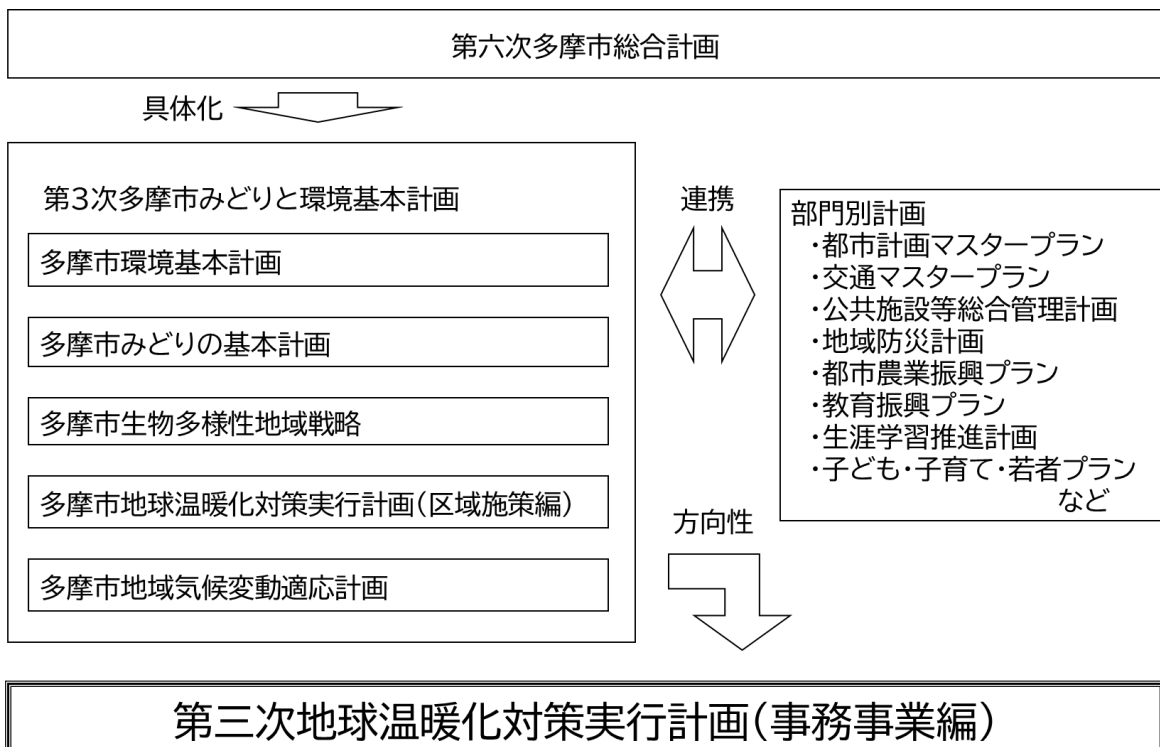 第六次多摩市総合計画
具体化
第3次多摩市みどりと環境基本計画
多摩市環境基本計画
多摩市みどりの基本計画
多摩市生物多様性地域戦略
多摩市地球温暖化対策実行計画(区域施策編)
多摩市地域気候変動適応計画
連携
部門別計画
・都市計画マスタープラン
・交通マスタープラン
・公共施設等総合管理計画
・地域防災計画
・都市農業振興プラン
・教育振興プラン
・生涯学習推進計画
・子ども・子育て・若者プラン
など
方向性
第三次地球温暖化対策実行計画(事務事業編)